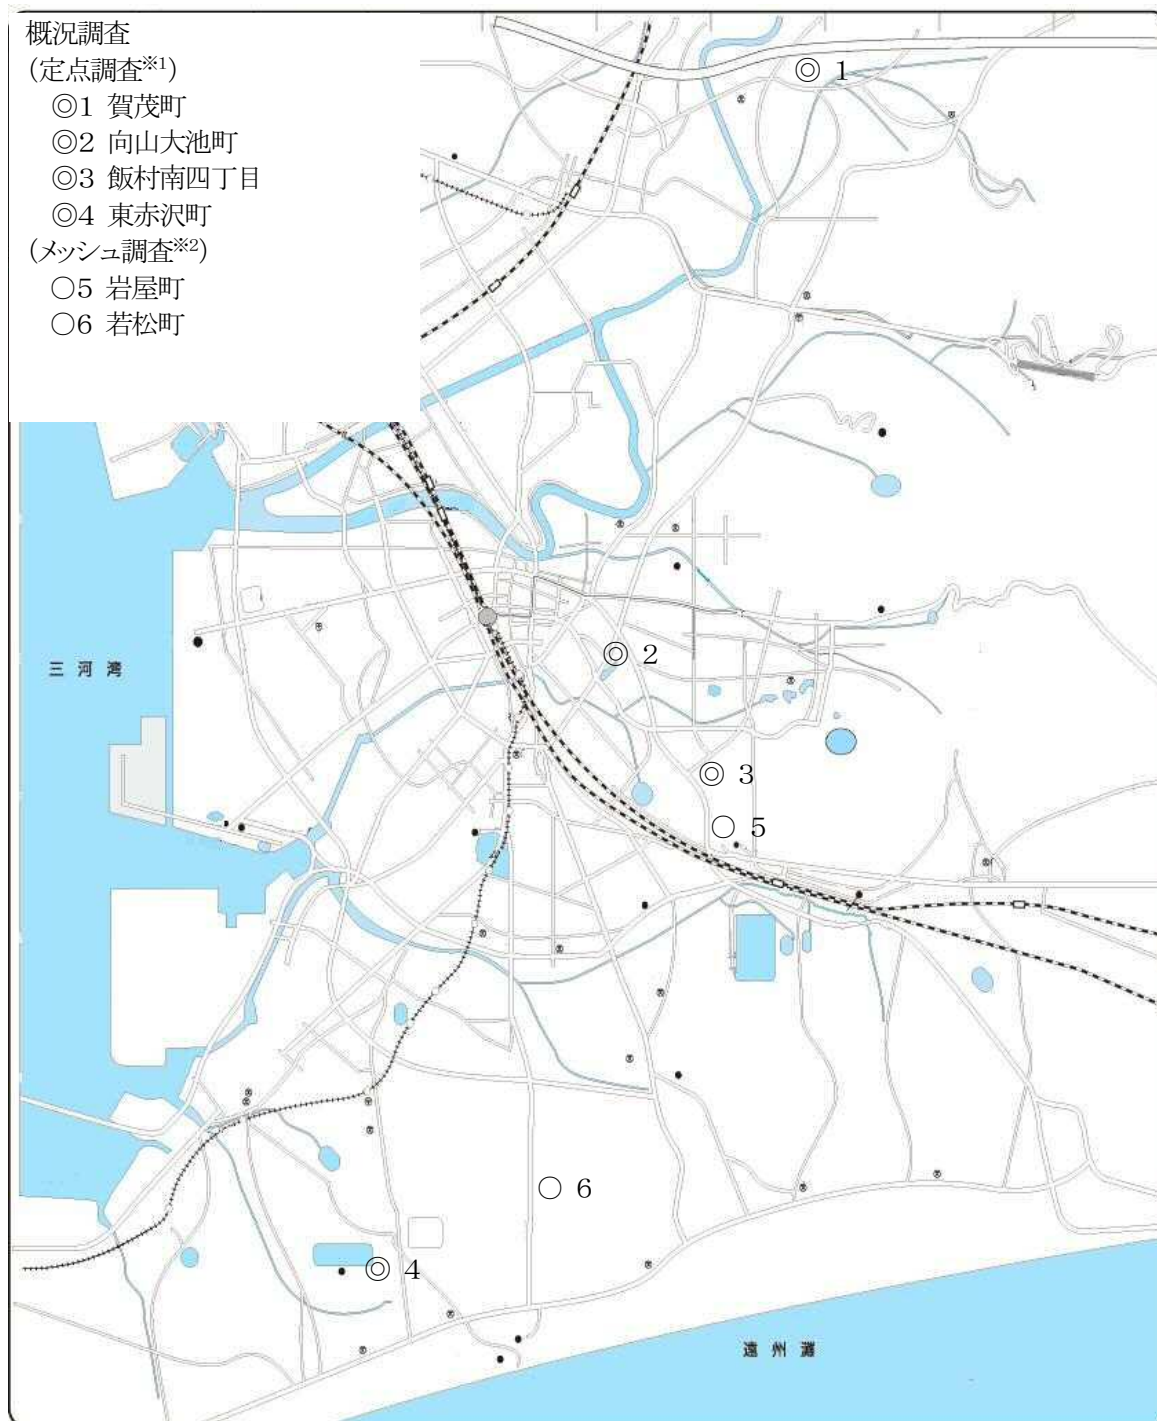 概況調査
(定点調査※1)
◎1 賀茂町
◎2 向山大池町
◎3 飯村南四丁目
◎4 東赤沢町
(メッシュ調査※2)
○5 岩屋町
○6 若松町
◎ 1
三河湾
◎ 2
◎ 3
○ 5
○ 6
◎ 4
遠州灘